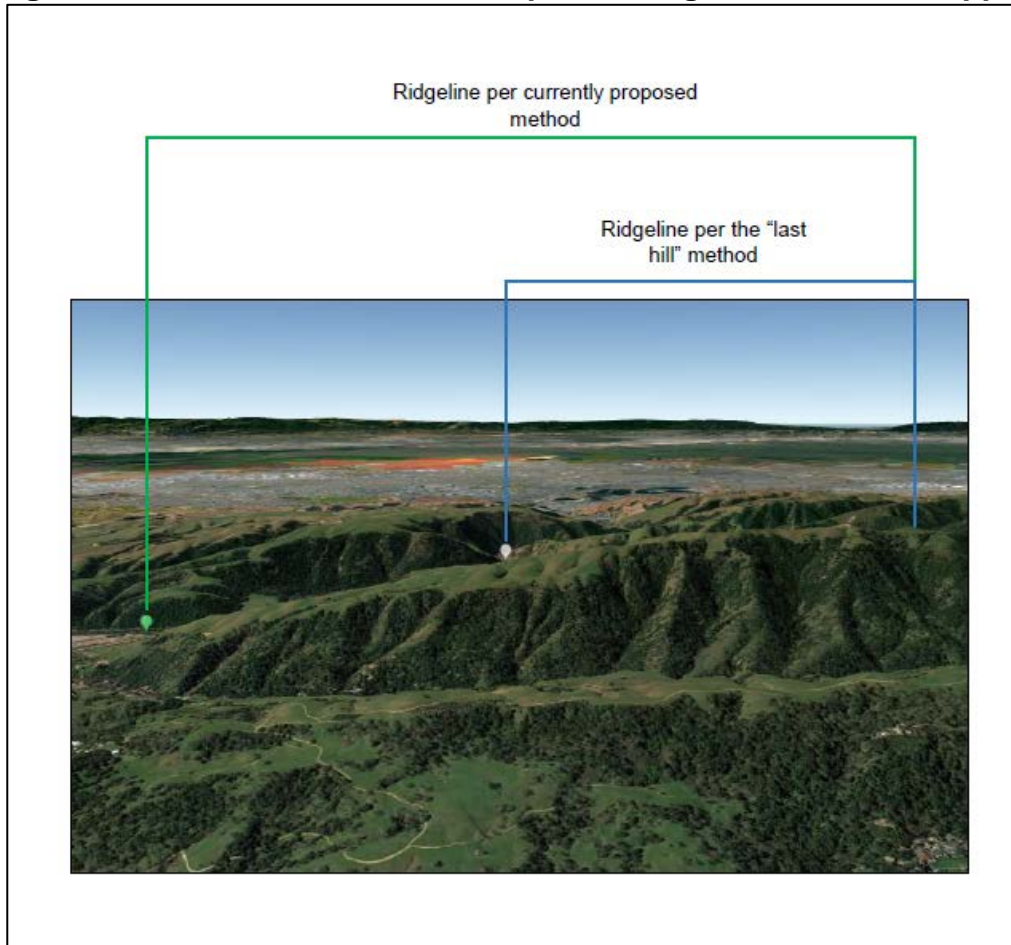 Ridgeline per currently proposed
method
Ridgeline per the “last
hill” method